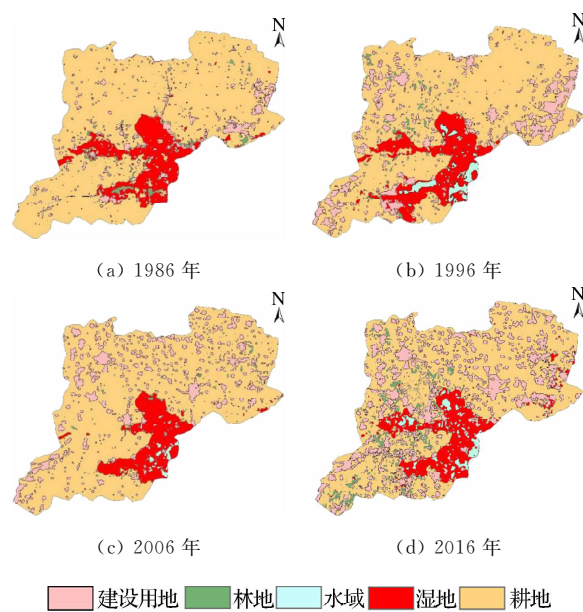 N
N
(a) 1986 年
(b) 1996 年
N
N
(c) 2006 年
(d) 2016 年
建设用地 林地 水域 湿地 耕地